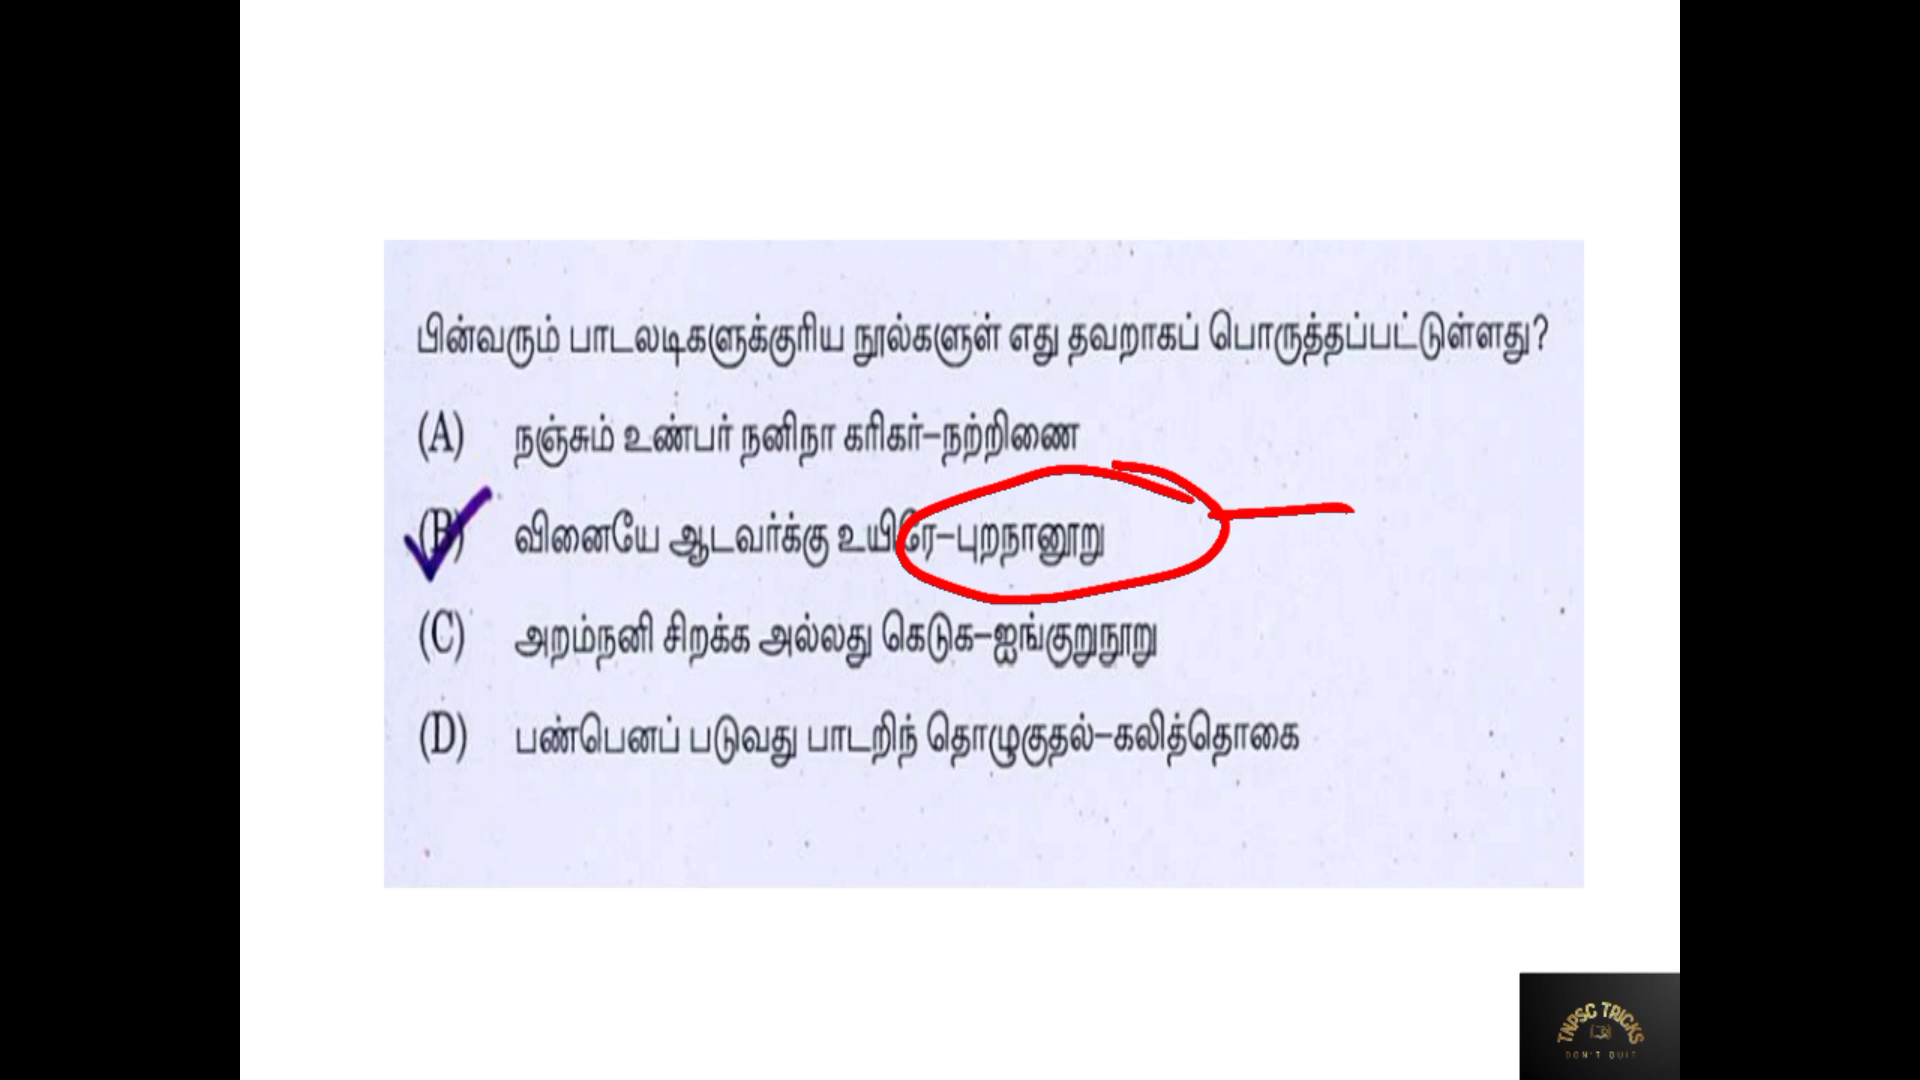 பின்வரும் பாடலடிகளுக்குரிய நூல்களுள் எது தவறாகப் பொருத்தப்பட்டுள்ளது?
(A) நஞ்சும் உண்பர் நனிநா கரிகர்–நற்றிணை
(B) வினையே ஆடவர்க்கு உயிரே–புறநானூறு
(C) அறம்நனி சிறக்க அல்லது கெடுக–ஐங்குறுநூறு
(D) பண்பெனப் படுவது பாடறிந் தொழுகுதல்–கலித்தொகை
TNPSC TRICKS
DON'T QUIT